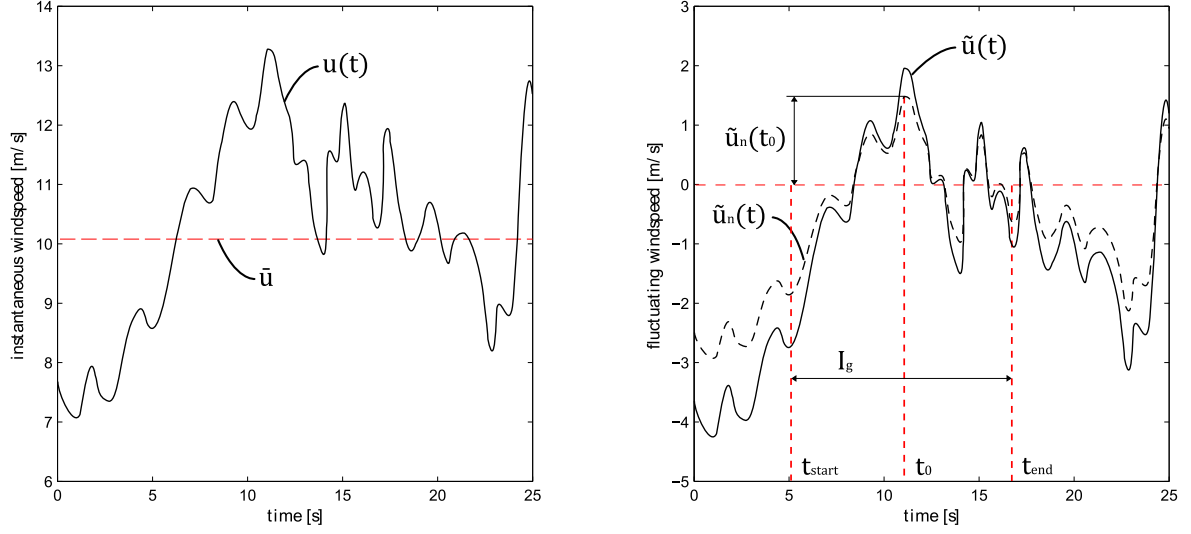 14
13
12
11
10
9
8
7
6
0
5
10
15
20
25
time [s]
instantaneous windspeed [m/s]
u(t)
ū
2
1
0
−1
−2
−3
−4
−5
0
5
10
15
20
25
time [s]
fluctuating windspeed [m/s]
3
ũ(t)
ũn(t0)
ũn(t)
Ig
tstart
t0
tend